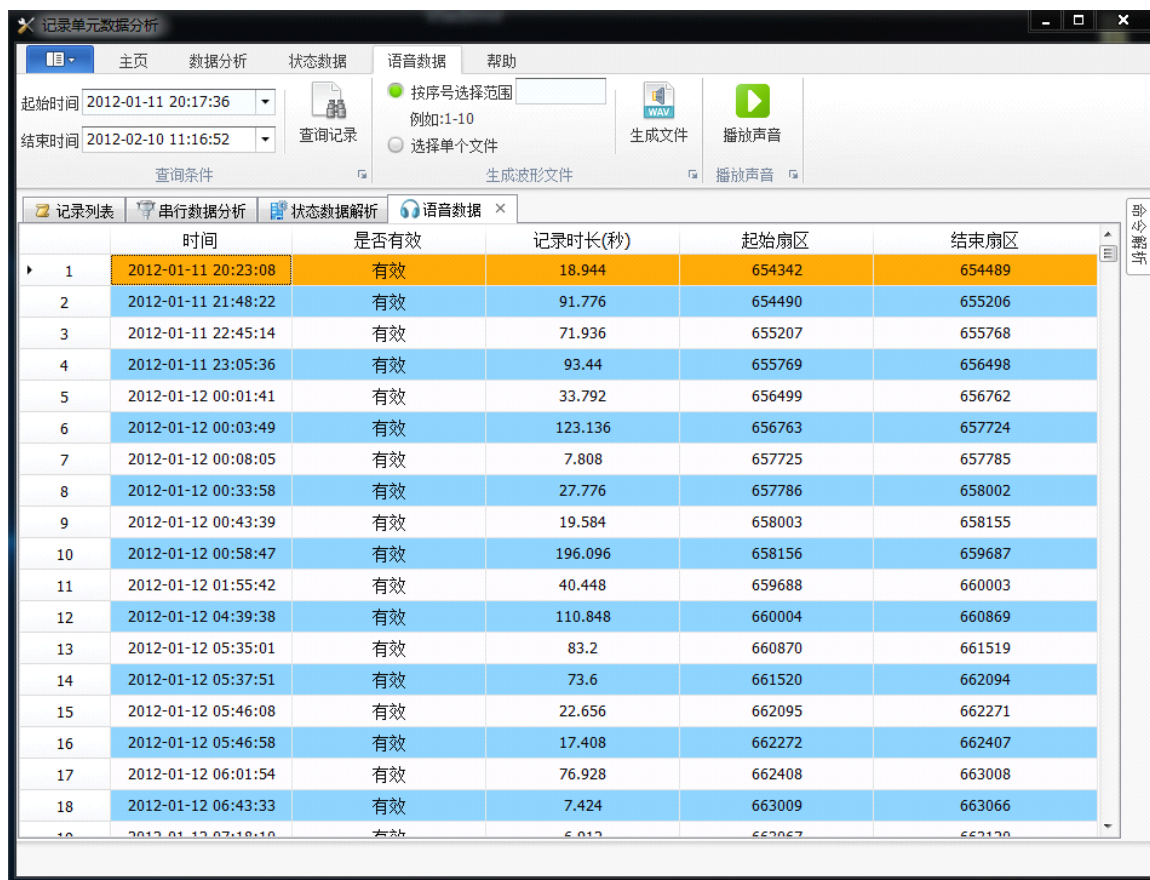 记录单元数据分析
主页 数据分析 状态数据 语音数据 帮助
起始时间 2012-01-11 20:17:36
结束时间 2012-02-10 11:16:52
查询记录
查询条件
按序号选择范围
例如:1-10
选择单个文件
WAV
生成文件
生成波形文件
播放声音
播放声音
记录列表 串行数据分析 状态数据解析 语音数据
命令解析
时间 是否有效 记录时长(秒) 起始扇区 结束扇区
1 2012-01-11 20:23:08 有效 18.944 654342 654489
2 2012-01-11 21:48:22 有效 91.776 654490 655206
3 2012-01-11 22:45:14 有效 71.936 655207 655768
4 2012-01-11 23:05:36 有效 93.44 655769 656498
5 2012-01-12 00:01:41 有效 33.792 656499 656762
6 2012-01-12 00:03:49 有效 123.136 656763 657724
7 2012-01-12 00:08:05 有效 7.808 657725 657785
8 2012-01-12 00:33:58 有效 27.776 657786 658002
9 2012-01-12 00:43:39 有效 19.584 658003 658155
10 2012-01-12 00:58:47 有效 196.096 658156 659687
11 2012-01-12 01:55:42 有效 40.448 659688 660003
12 2012-01-12 04:39:38 有效 110.848 660004 660869
13 2012-01-12 05:35:01 有效 83.2 660870 661519
14 2012-01-12 05:37:51 有效 73.6 661520 662094
15 2012-01-12 05:46:08 有效 22.656 662095 662271
16 2012-01-12 05:46:58 有效 17.408 662272 662407
17 2012-01-12 06:01:54 有效 76.928 662408 663008
18 2012-01-12 06:43:33 有效 7.424 663009 663066